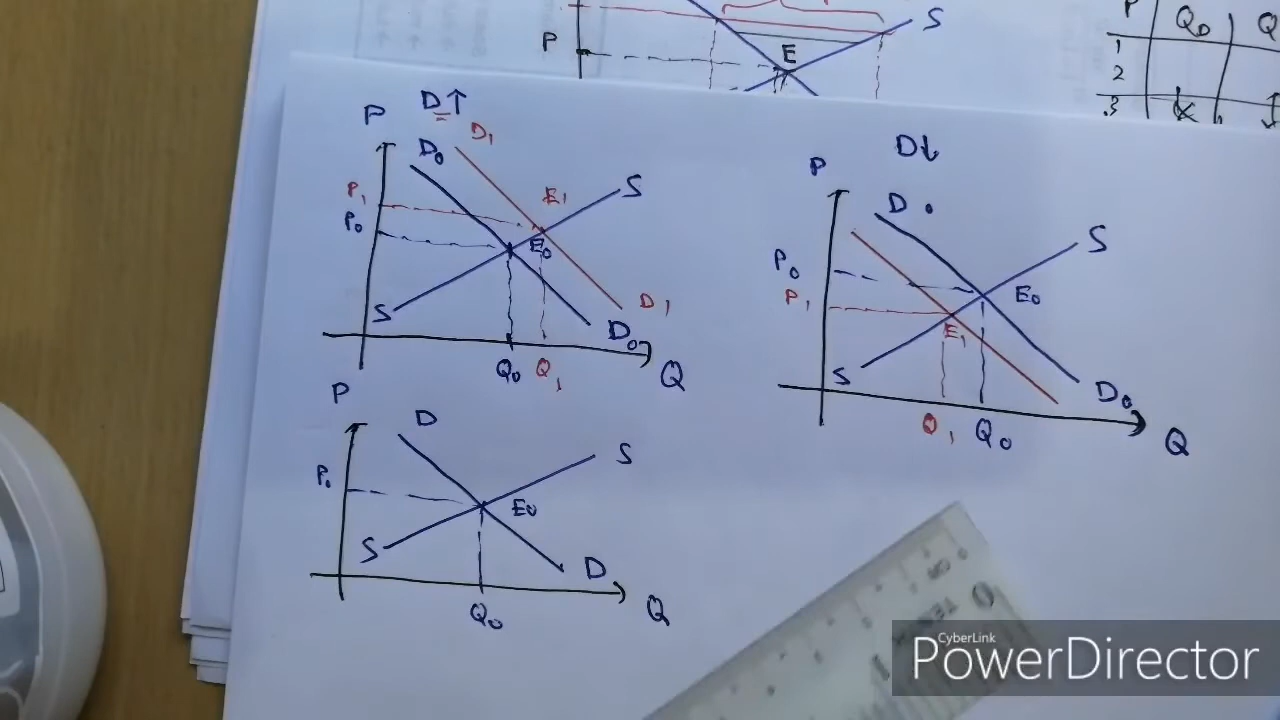 S
P
E
P Q₀ Q
1
2
3
D↑
P
D₁
D₀
P₁
E₁
S
P₀
E₀
S
D₁
D₀
Q₀ Q₁
Q
D↓
P
D₀
S
P₀
E₀
P₁
E₁
S
D₀
Q₁ Q₀
Q
P
D
S
P₀
E₀
S
D
Q₀
Q
CyberLink
PowerDirector